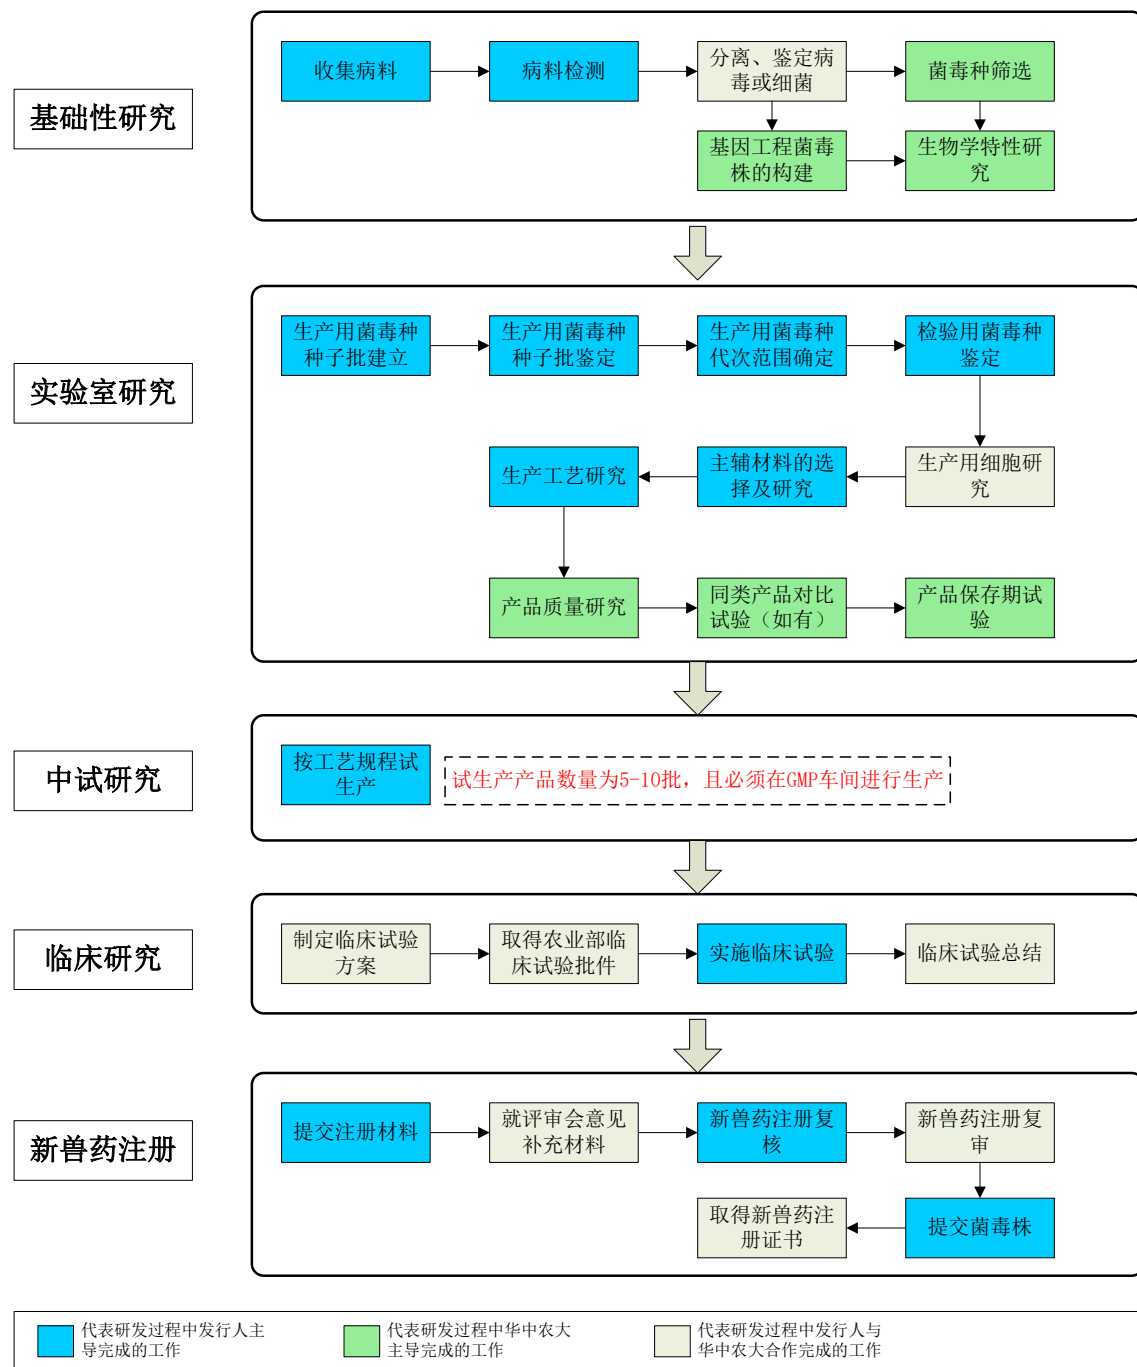 基础性研究
收集病料
病料检测
分离、鉴定病
毒或细菌
菌毒种筛选
基因工程菌毒
株的构建
生物学特性研
究
实验室研究
生产用菌毒种
种子批建立
生产用菌毒种
种子批鉴定
生产用菌毒种
代次范围确定
检验用菌毒种
鉴定
生产工艺研究
主辅材料的选
择及研究
生产用细胞研
究
产品质量研究
同类产品对比
试验（如有）
产品保存期试
验
中试研究
按工艺规程试
生产
试生产产品数量为5-10批，且必须在GMP车间进行生产
临床研究
制定临床试验
方案
取得农业部临
床试验批件
实施临床试验
临床试验总结
新兽药注册
提交注册材料
就评审会意见
补充材料
新兽药注册复
核
新兽药注册复
审
取得新兽药注
册证书
提交菌毒株
代表研发过程中发行人主
导完成的工作
代表研发过程中华中农大
主导完成的工作
代表研发过程中发行人与
华中农大合作完成的工作